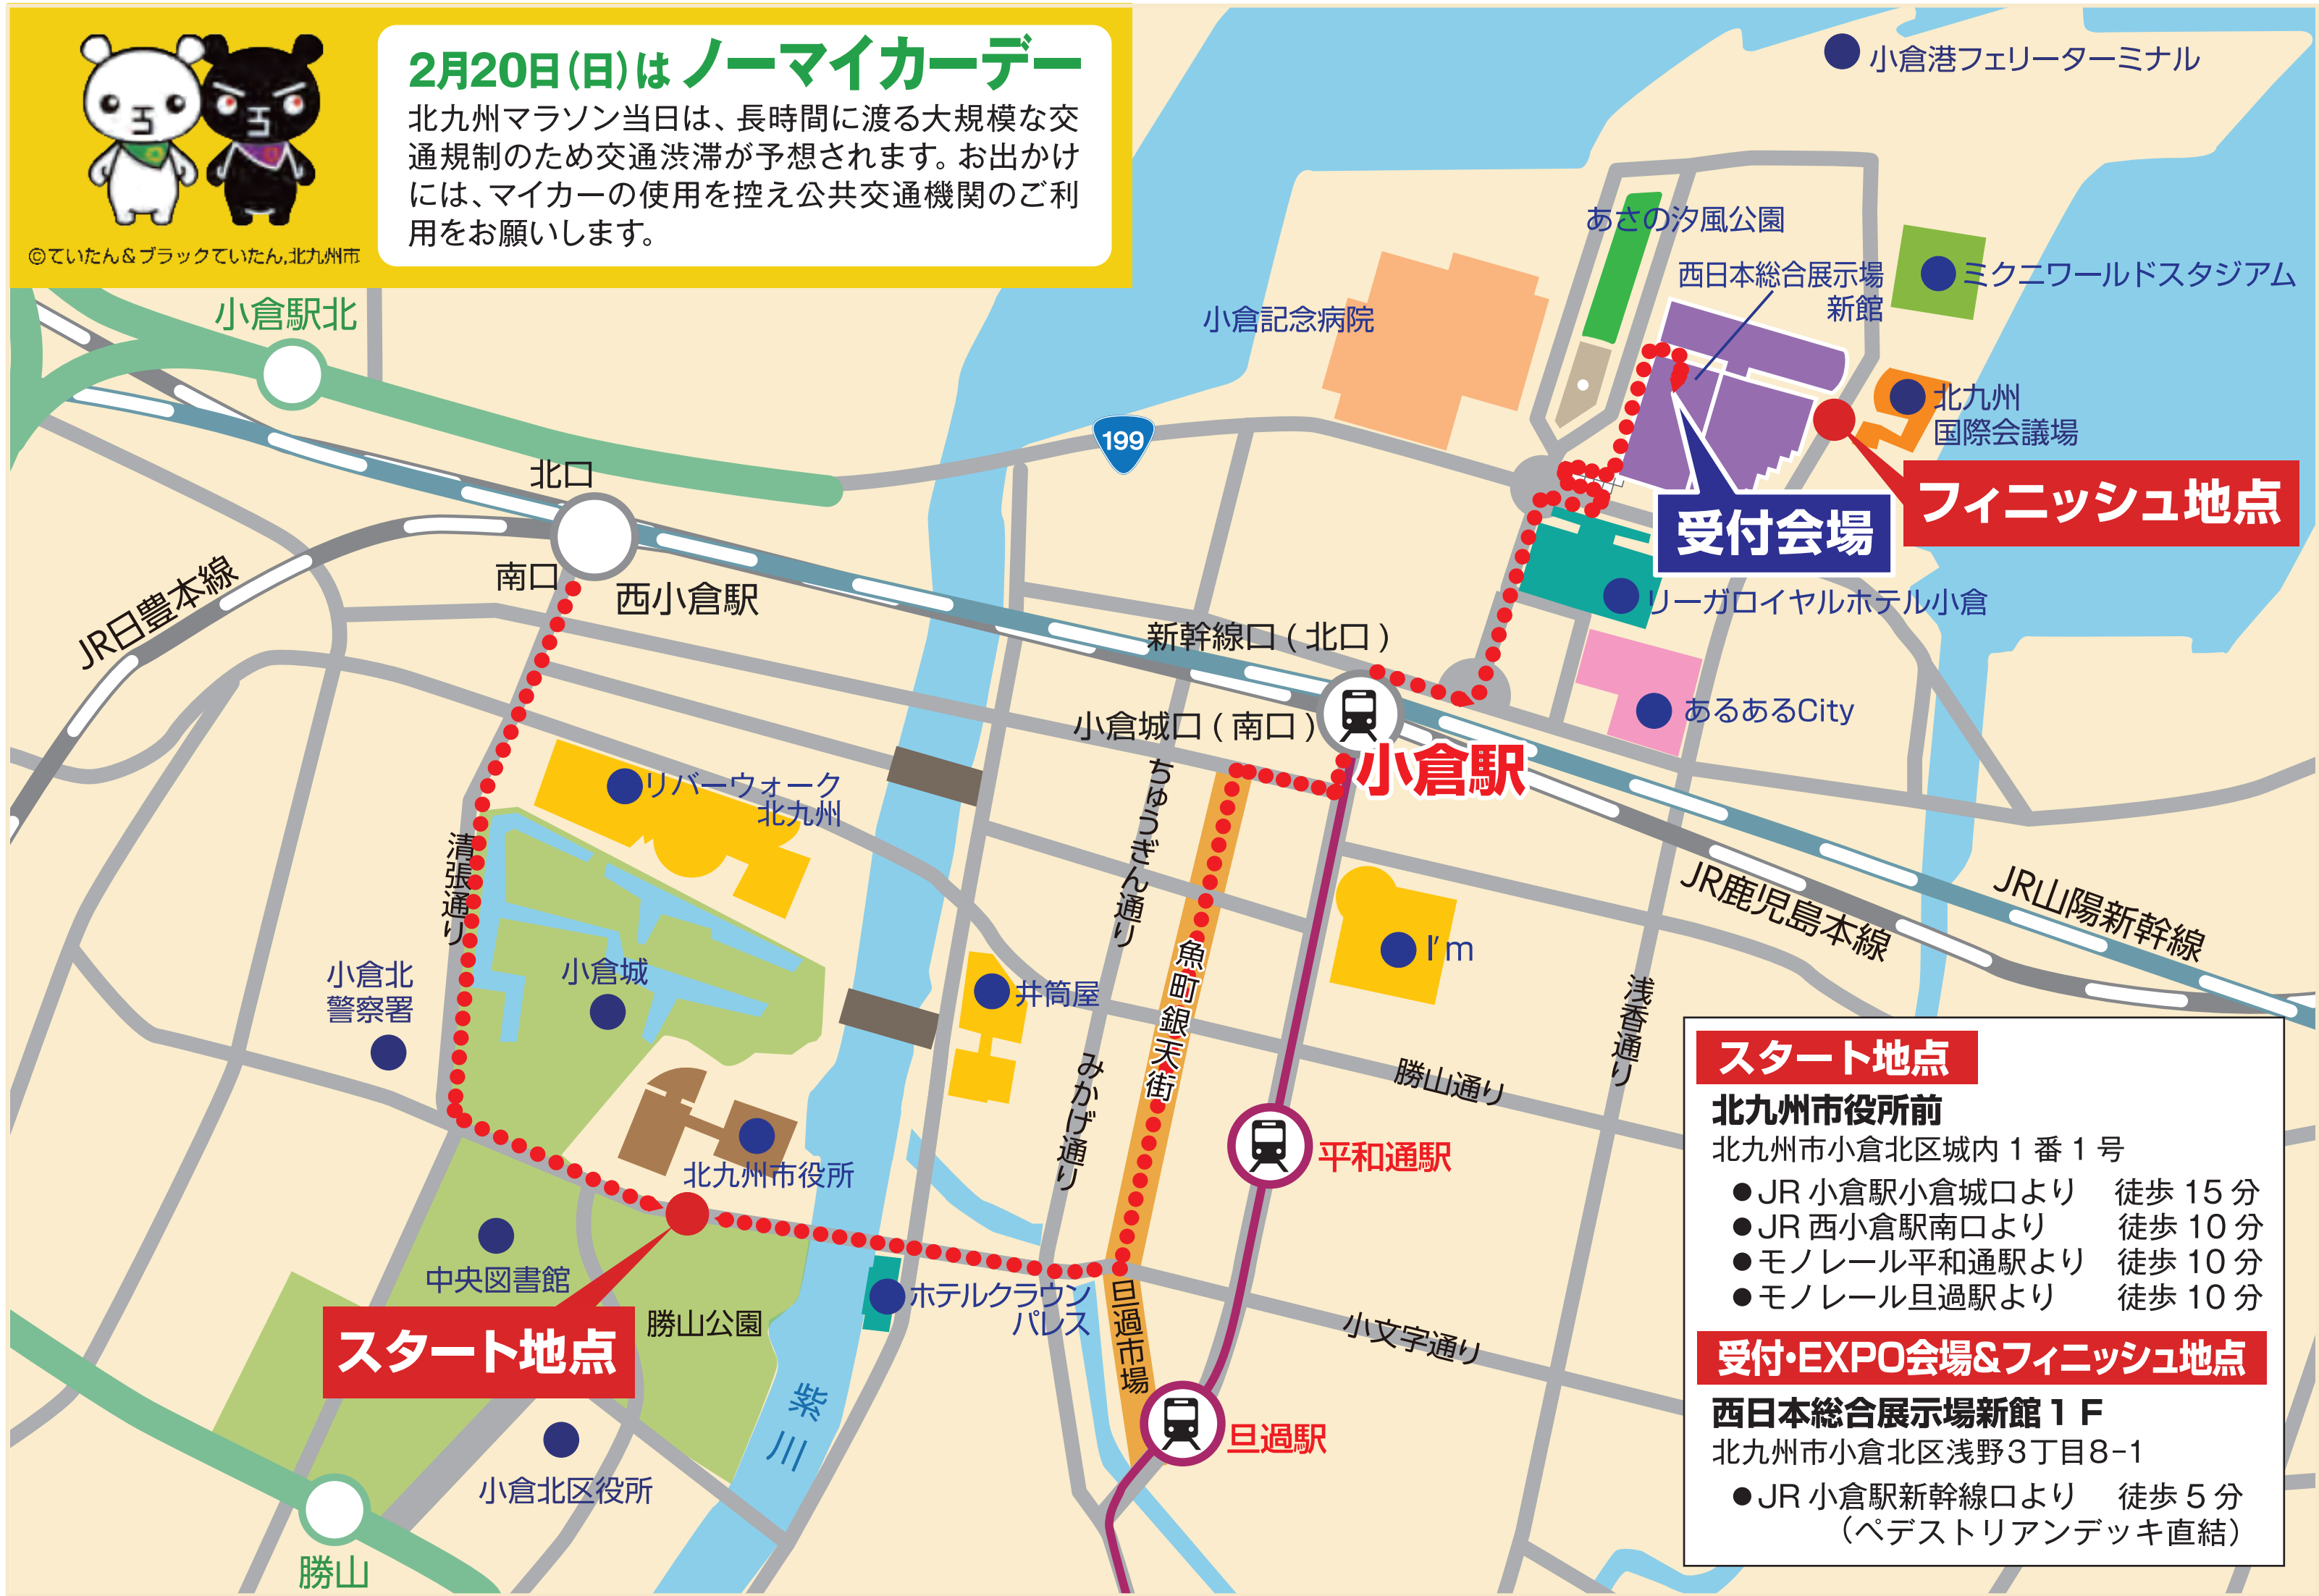 2月20日(日)は ノーマイカーデー
北九州マラソン当日は、長時間に渡る大規模な交
通規制のため交通渋滞が予想されます。お出かけ
には、マイカーの使用を控え公共交通機関のご利
用をお願いします。
©ていたん&ブラックていたん,北九州市
小倉港フェリーターミナル
あさの汐風公園
西日本総合展示場
新館
ミクニワールドスタジアム
小倉記念病院
小倉駅北
北九州
国際会議場
199
北口
フィニッシュ地点
受付会場
南口
西小倉駅
JR日豊本線
リーガロイヤルホテル小倉
新幹線口(北口)
あるあるCity
小倉城口(南口)
小倉駅
リバーウォーク
北九州
ちゅうぎん通り
清張通り
JR鹿児島本線
JR山陽新幹線
I'm
魚町銀天街
小倉北
警察署
小倉城
井筒屋
浅香通り
みかげ通り
勝山通り
平和通駅
北九州市役所
中央図書館
勝山公園
スタート地点
ホテルクラウン
パレス
旦過市場
小文字通り
紫川
旦過駅
小倉北区役所
勝山
スタート地点
北九州市役所前
北九州市小倉北区城内1番1号
●JR小倉駅小倉城口より 徒歩15分
●JR西小倉駅南口より 徒歩10分
●モノレール平和通駅より 徒歩10分
●モノレール旦過駅より 徒歩10分
受付・EXPO会場&フィニッシュ地点
西日本総合展示場新館1F
北九州市小倉北区浅野3丁目8-1
●JR小倉駅新幹線口より 徒歩5分
(ペデストリアンデッキ直結)